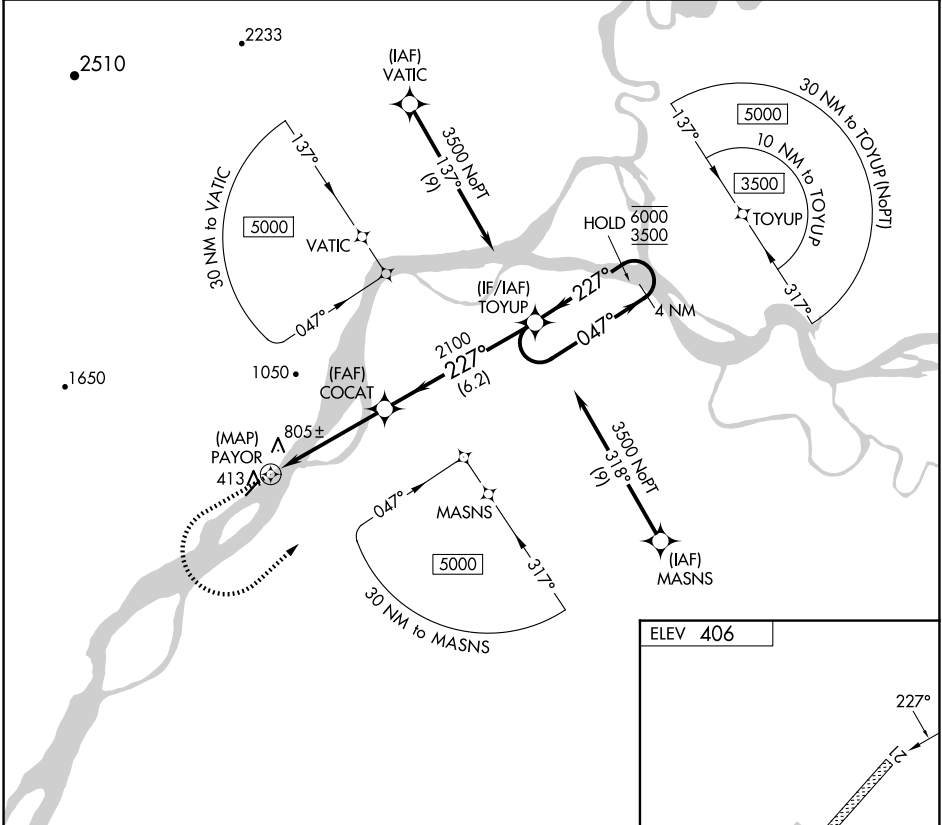 2233
2510
(IAF)
VATIC
3500 NoPT
137°
(9)
30 NM to VATIC
137°
5000
VATIC
047°
30 NM to TOYUP (NoPT)
5000
137°
10 NM to TOYUP
3500
TOYUP
317°
HOLD
6000
3500
(IF/IAF)
TOYUP
227°
047°
4 NM
2100
227°
(6.2)
1650
1050
(FAF)
COCAT
805±
(MAP)
PAYOR
413
3500 NoPT
318°
(9)
(IAF)
MASNS
047°
MASNS
5000
317°
30 NM to MASNS
ELEV 406
227°
21